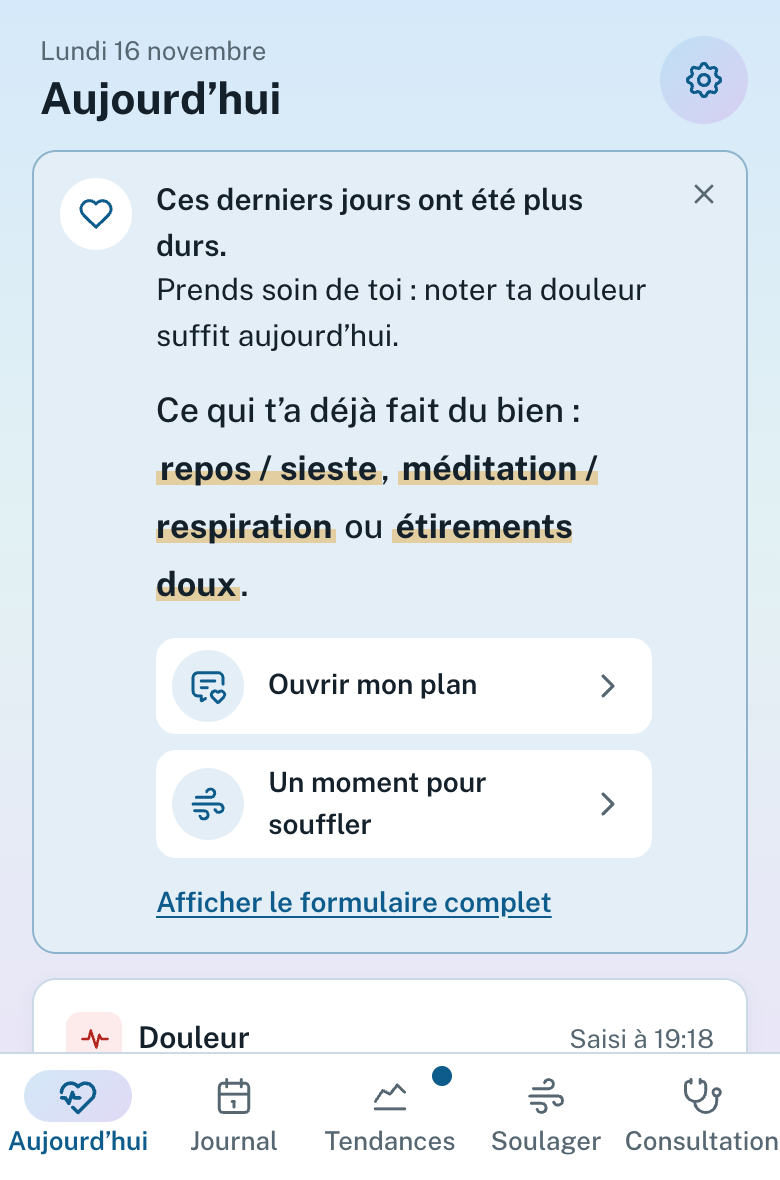 Lundi 16 novembre
Aujourd’hui
Ces derniers jours ont été plus
durs.
Prends soin de toi : noter ta douleur
suffit aujourd’hui.
Ce qui t’a déjà fait du bien :
repos / sieste, méditation /
respiration ou étirements
doux.
Ouvrir mon plan
Un moment pour
souffler
Afficher le formulaire complet
Douleur
Saisi à 19:18
1
Aujourd’hui
Journal
Tendances
Soulager
Consultation